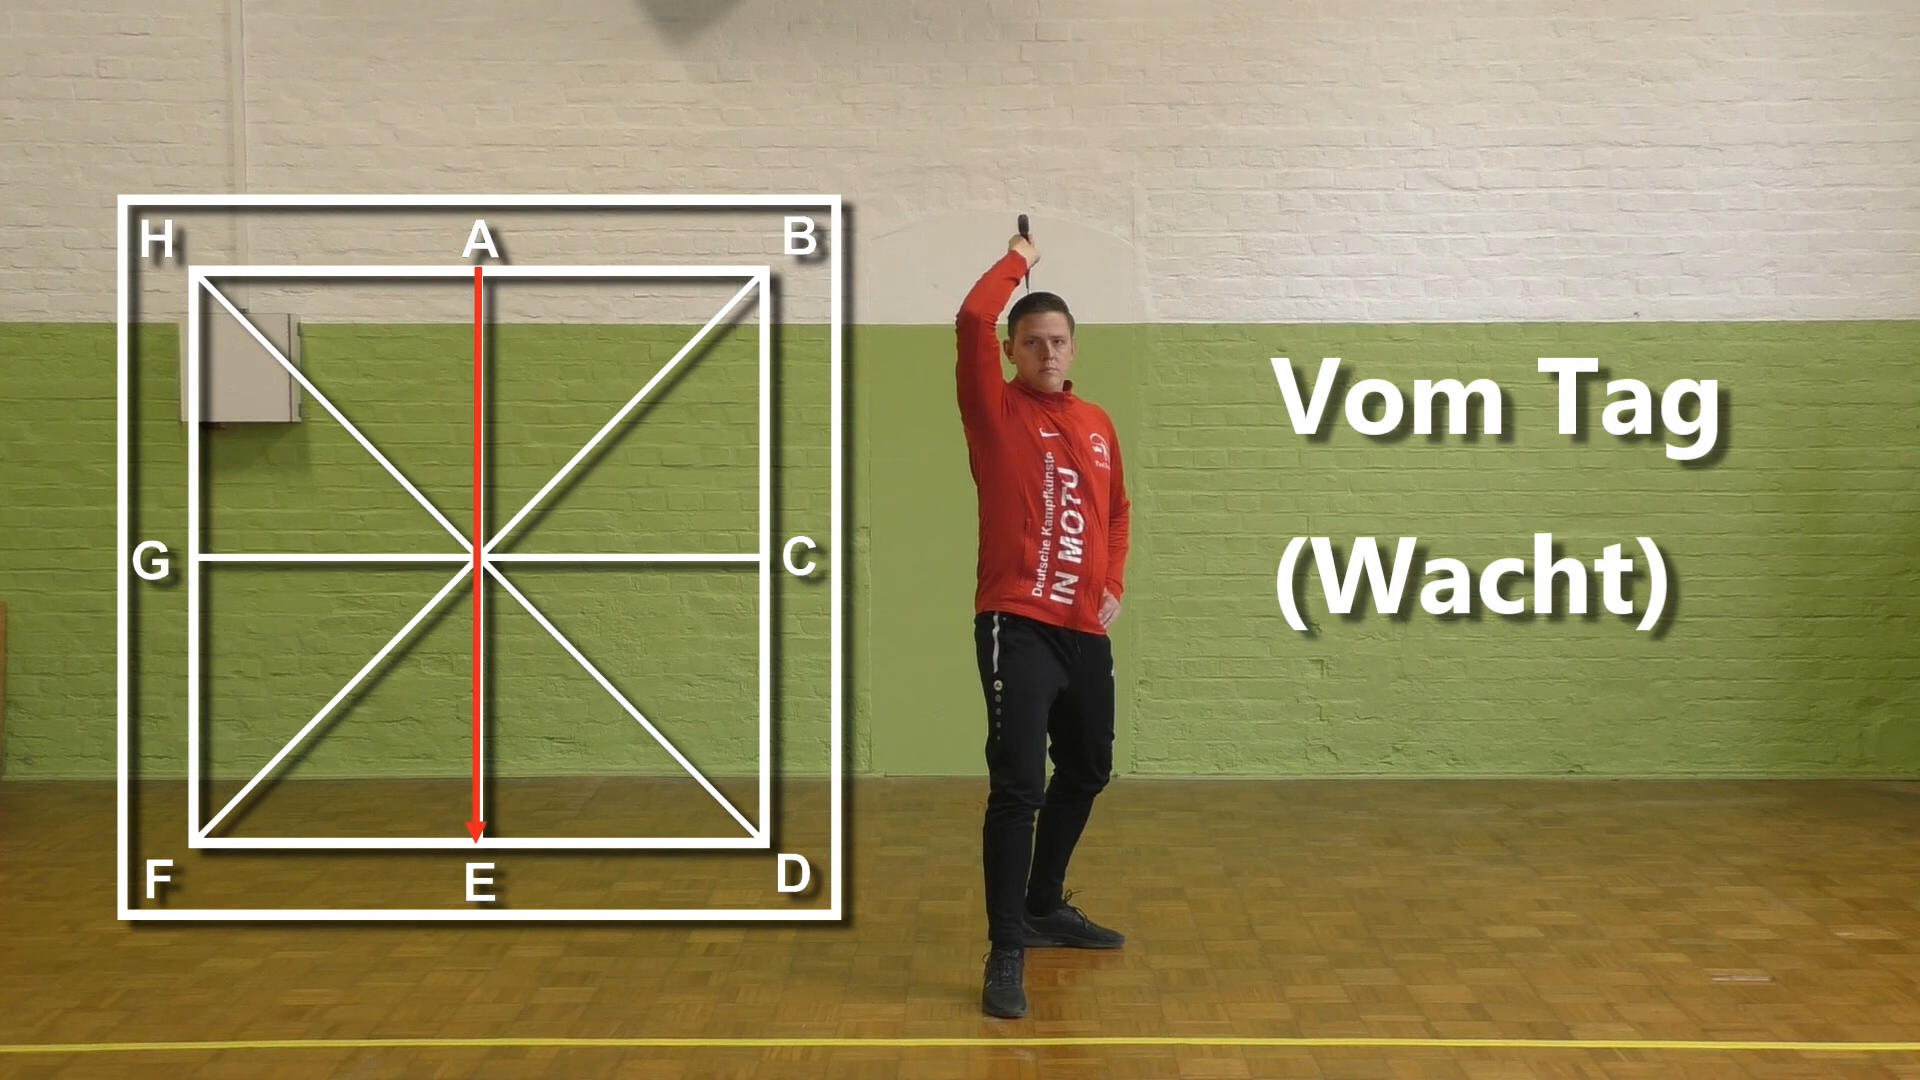 H A B
G C
F E D
Vom Tag
(Wacht)
Deutsche Kampfkünste
IN MOTU